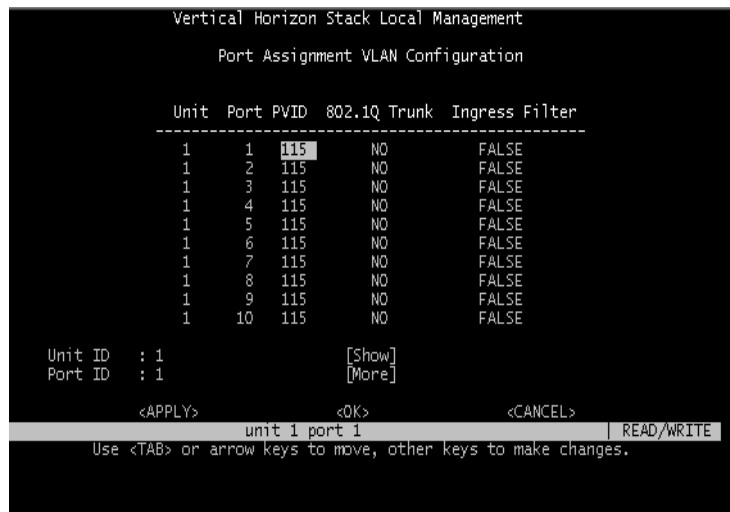 Vertical Horizon Stack Local Management
Port Assignment VLAN Configuration
Unit Port PVID 802.1Q Trunk Ingress Filter
--------------------------------------------------
1 1 115 NO FALSE
1 2 115 NO FALSE
1 3 115 NO FALSE
1 4 115 NO FALSE
1 5 115 NO FALSE
1 6 115 NO FALSE
1 7 115 NO FALSE
1 8 115 NO FALSE
1 9 115 NO FALSE
1 10 115 NO FALSE
Unit ID : 1 [Show]
Port ID : 1 [More]
<APPLY> <OK> <CANCEL>
unit 1 port 1 | READ/WRITE
Use <TAB> or arrow keys to move, other keys to make changes.